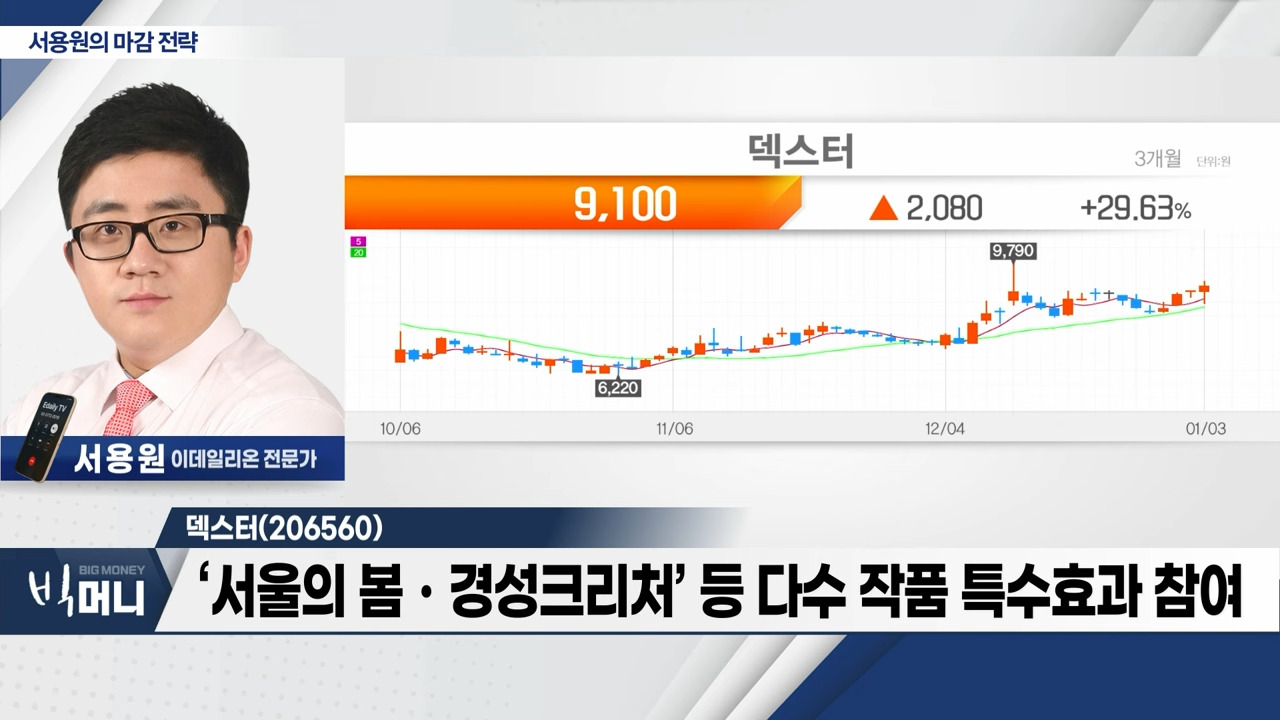 서용원의 마감 전략
덱스터
3개월 단위:원
9,100 ▲ 2,080 +29.63%
5
20
9,790
6,220
10/06 11/06 12/04 01/03
Edaily TV
서용원 이데일리온 전문가
덱스터(206560)
BIG MONEY
빅머니
‘서울의 봄·경성크리처’ 등 다수 작품 특수효과 참여